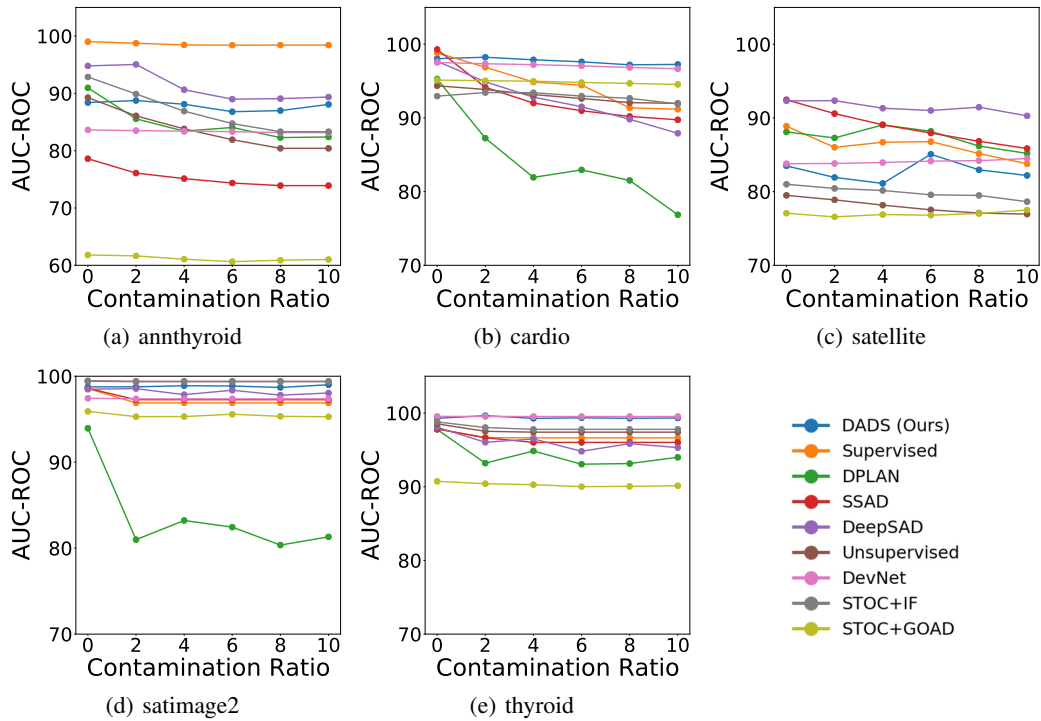 AUC-ROC
100
90
80
70
60
0 2 4 6 8 10
Contamination Ratio
(a) annthyroid
AUC-ROC
100
90
80
70
0 2 4 6 8 10
Contamination Ratio
(b) cardio
AUC-ROC
100
90
80
70
0 2 4 6 8 10
Contamination Ratio
(c) satellite
AUC-ROC
100
90
80
70
0 2 4 6 8 10
Contamination Ratio
(d) satimage2
AUC-ROC
100
90
80
70
0 2 4 6 8 10
Contamination Ratio
(e) thyroid
DADS (Ours)
Supervised
DPLAN
SSAD
DeepSAD
Unsupervised
DevNet
STOC+IF
STOC+GOAD